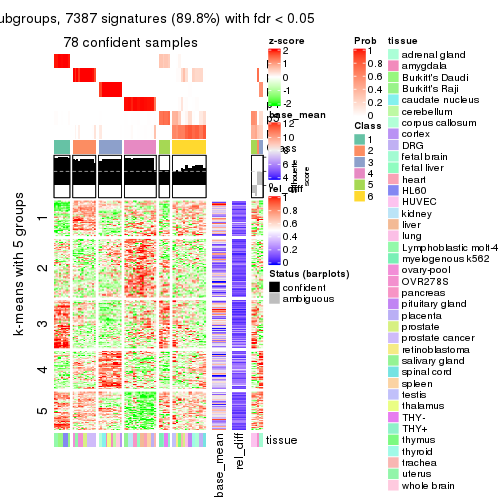 ubgroups, 7387 signatures (89.8%) with fdr < 0.05
78 confident samples
z-score
2
1
0
-1
-2
base_mean
12
10
8
6
4
rel_diff
1
0.8
0.6
0.4
0.2
0
Status (barplots)
confident
ambiguous
Prob
1
0.8
0.6
0.4
0.2
0
Class
1
2
3
4
5
6
tissue
adrenal gland
amygdala
Burkitt's Daudi
Burkitt's Raji
caudate nucleus
cerebellum
corpus callosum
cortex
DRG
fetal brain
fetal liver
heart
HL60
HUVEC
kidney
liver
lung
Lymphoblastic molt-4
myelogenous k562
ovary-pool
OVR278S
pancreas
pituitary gland
placenta
prostate
prostate cancer
retinoblastoma
salivary gland
spinal cord
spleen
testis
thalamus
THY-
THY+
thymus
thyroid
trachea
uterus
whole brain
k-means with 5 groups
1
2
3
4
5
silhouette
score
tissue
base_mean
rel_diff